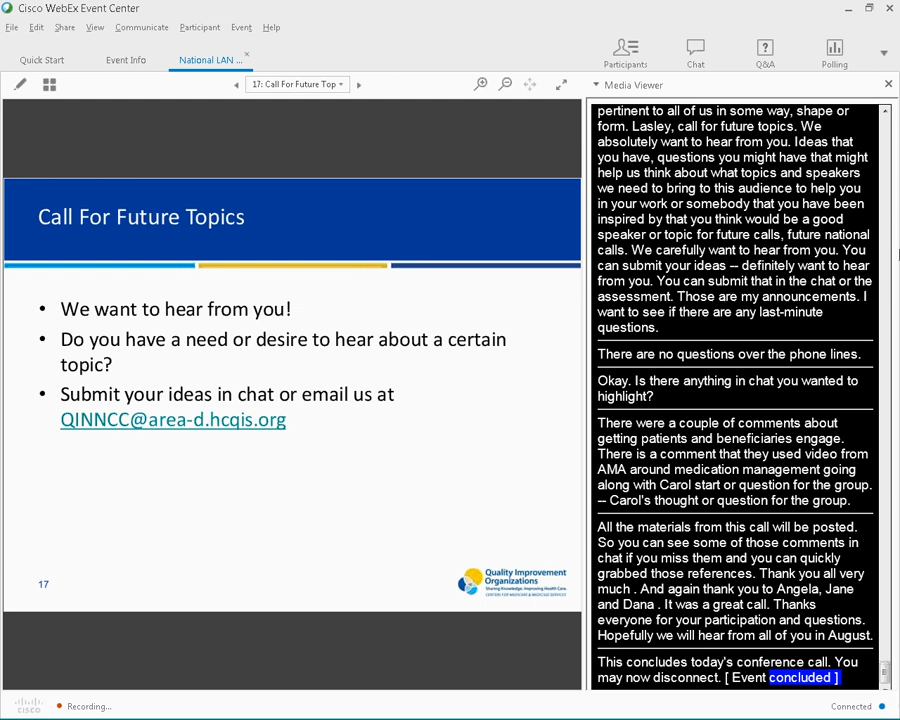 Cisco WebEx Event Center
File Edit Share View Communicate Participant Event Help
Quick Start Event Info National LAN ... ×
Participants Chat Q&A Polling
17: Call For Future Top
Media Viewer
Call For Future Topics
• We want to hear from you!
• Do you have a need or desire to hear about a certain
topic?
• Submit your ideas in chat or email us at
QINNCC@area-d.hcqis.org
17
Quality Improvement
Organizations
Sharing Knowledge. Improving Health Care.
CENTERS FOR MEDICARE & MEDICAID SERVICES
pertinent to all of us in some way, shape or
form. Lasley, call for future topics. We
absolutely want to hear from you. Ideas that
you have, questions you might have that might
help us think about what topics and speakers
we need to bring to this audience to help you
in your work or somebody that you have been
inspired by that you think would be a good
speaker or topic for future calls, future national
calls. We carefully want to hear from you. You
can submit your ideas -- definitely want to hear
from you. You can submit that in the chat or the
assessment. Those are my announcements. I
want to see if there are any last-minute
questions.
There are no questions over the phone lines.
Okay. Is there anything in chat you wanted to
highlight?
There were a couple of comments about
getting patients and beneficiaries engage.
There is a comment that they used video from
AMA around medication management going
along with Carol start or question for the group.
-- Carol's thought or question for the group.
All the materials from this call will be posted.
So you can see some of those comments in
chat if you miss them and you can quickly
grabbed those references. Thank you all very
much . And again thank you to Angela, Jane
and Dana . It was a great call. Thanks
everyone for your participation and questions.
Hopefully we will hear from all of you in August.
This concludes today's conference call. You
may now disconnect. [ Event concluded ]
CISCO Recording... Connected